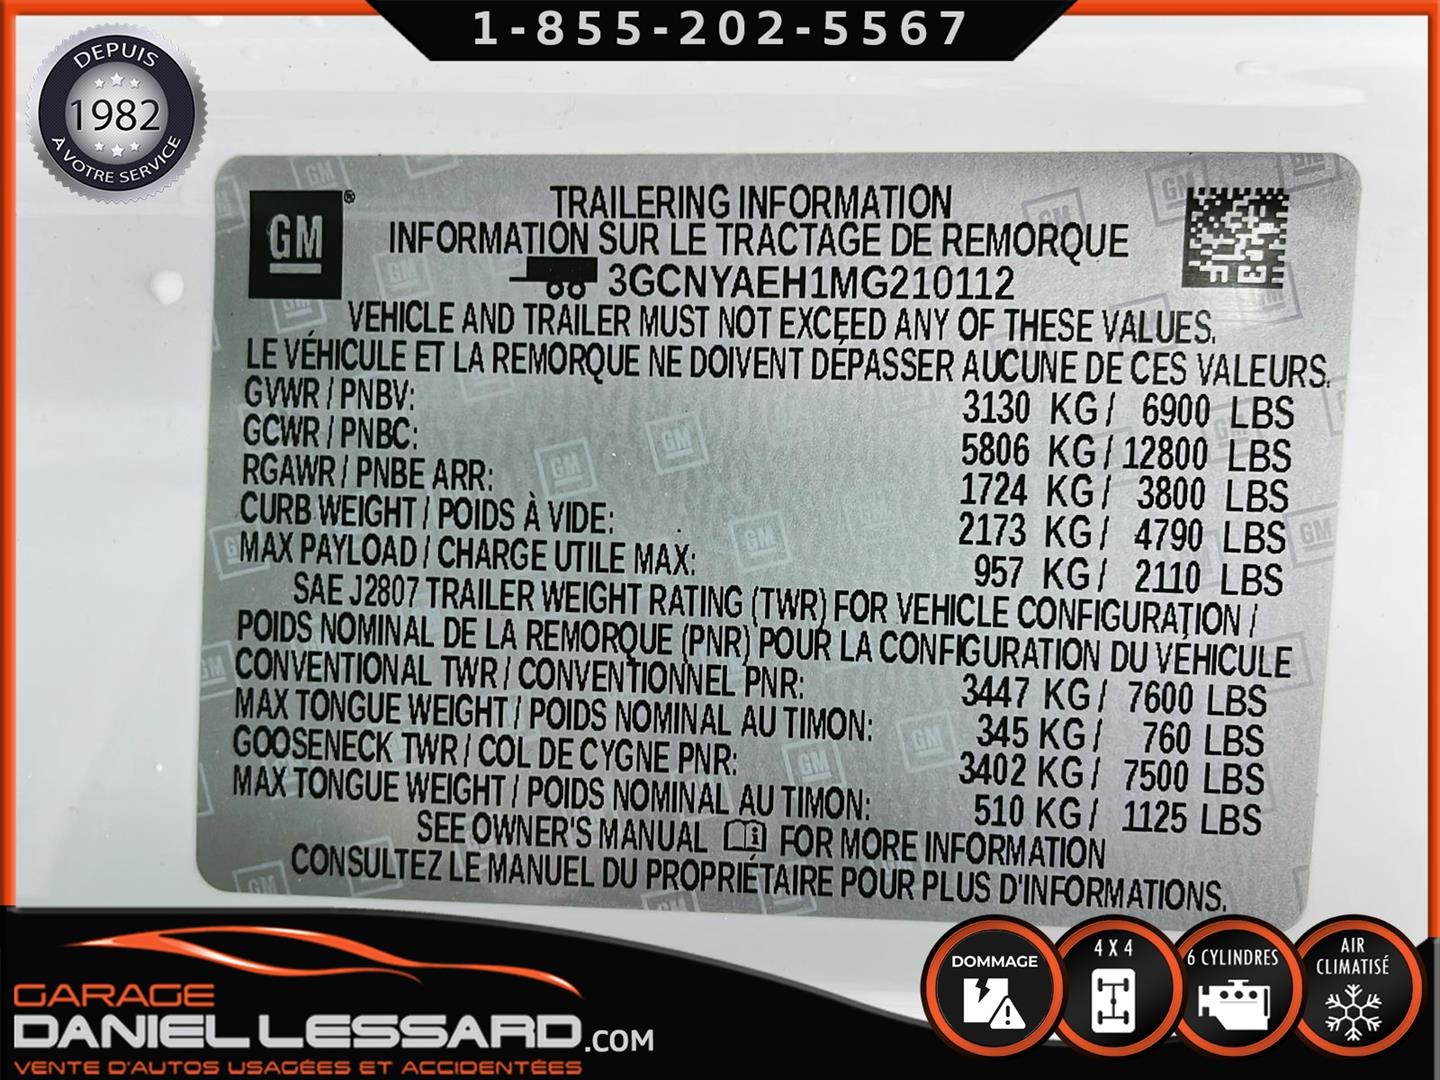 1-855-202-5567
DEPUIS
1982
À VOTRE SERVICE
GM®
TRAILERING INFORMATION
INFORMATION SUR LE TRACTAGE DE REMORQUE
3GCNYAEH1MG210112
VEHICLE AND TRAILER MUST NOT EXCEED ANY OF THESE VALUES.
LE VÉHICULE ET LA REMORQUE NE DOIVENT DÉPASSER AUCUNE DE CES VALEURS.
GVWR / PNBV: 3130 KG / 6900 LBS
GCWR / PNBC: 5806 KG / 12800 LBS
RGAWR / PNBE ARR: 1724 KG / 3800 LBS
CURB WEIGHT / POIDS À VIDE: 2173 KG / 4790 LBS
MAX PAYLOAD / CHARGE UTILE MAX: 957 KG / 2110 LBS
SAE J2807 TRAILER WEIGHT RATING (TWR) FOR VEHICLE CONFIGURATION /
POIDS NOMINAL DE LA REMORQUE (PNR) POUR LA CONFIGURATION DU VÉHICULE
CONVENTIONAL TWR / CONVENTIONNEL PNR: 3447 KG / 7600 LBS
MAX TONGUE WEIGHT / POIDS NOMINAL AU TIMON: 345 KG / 760 LBS
GOOSENECK TWR / COL DE CYGNE PNR: 3402 KG / 7500 LBS
MAX TONGUE WEIGHT / POIDS NOMINAL AU TIMON: 510 KG / 1125 LBS
SEE OWNER'S MANUAL FOR MORE INFORMATION
CONSULTEZ LE MANUEL DU PROPRIÉTAIRE POUR PLUS D'INFORMATIONS.
GARAGE
DANIEL LESSARD.COM
VENTE D'AUTOS USAGÉES ET ACCIDENTÉES
DOMMAGE
4 X 4
6 CYLINDRES
AIR
CLIMATISÉ